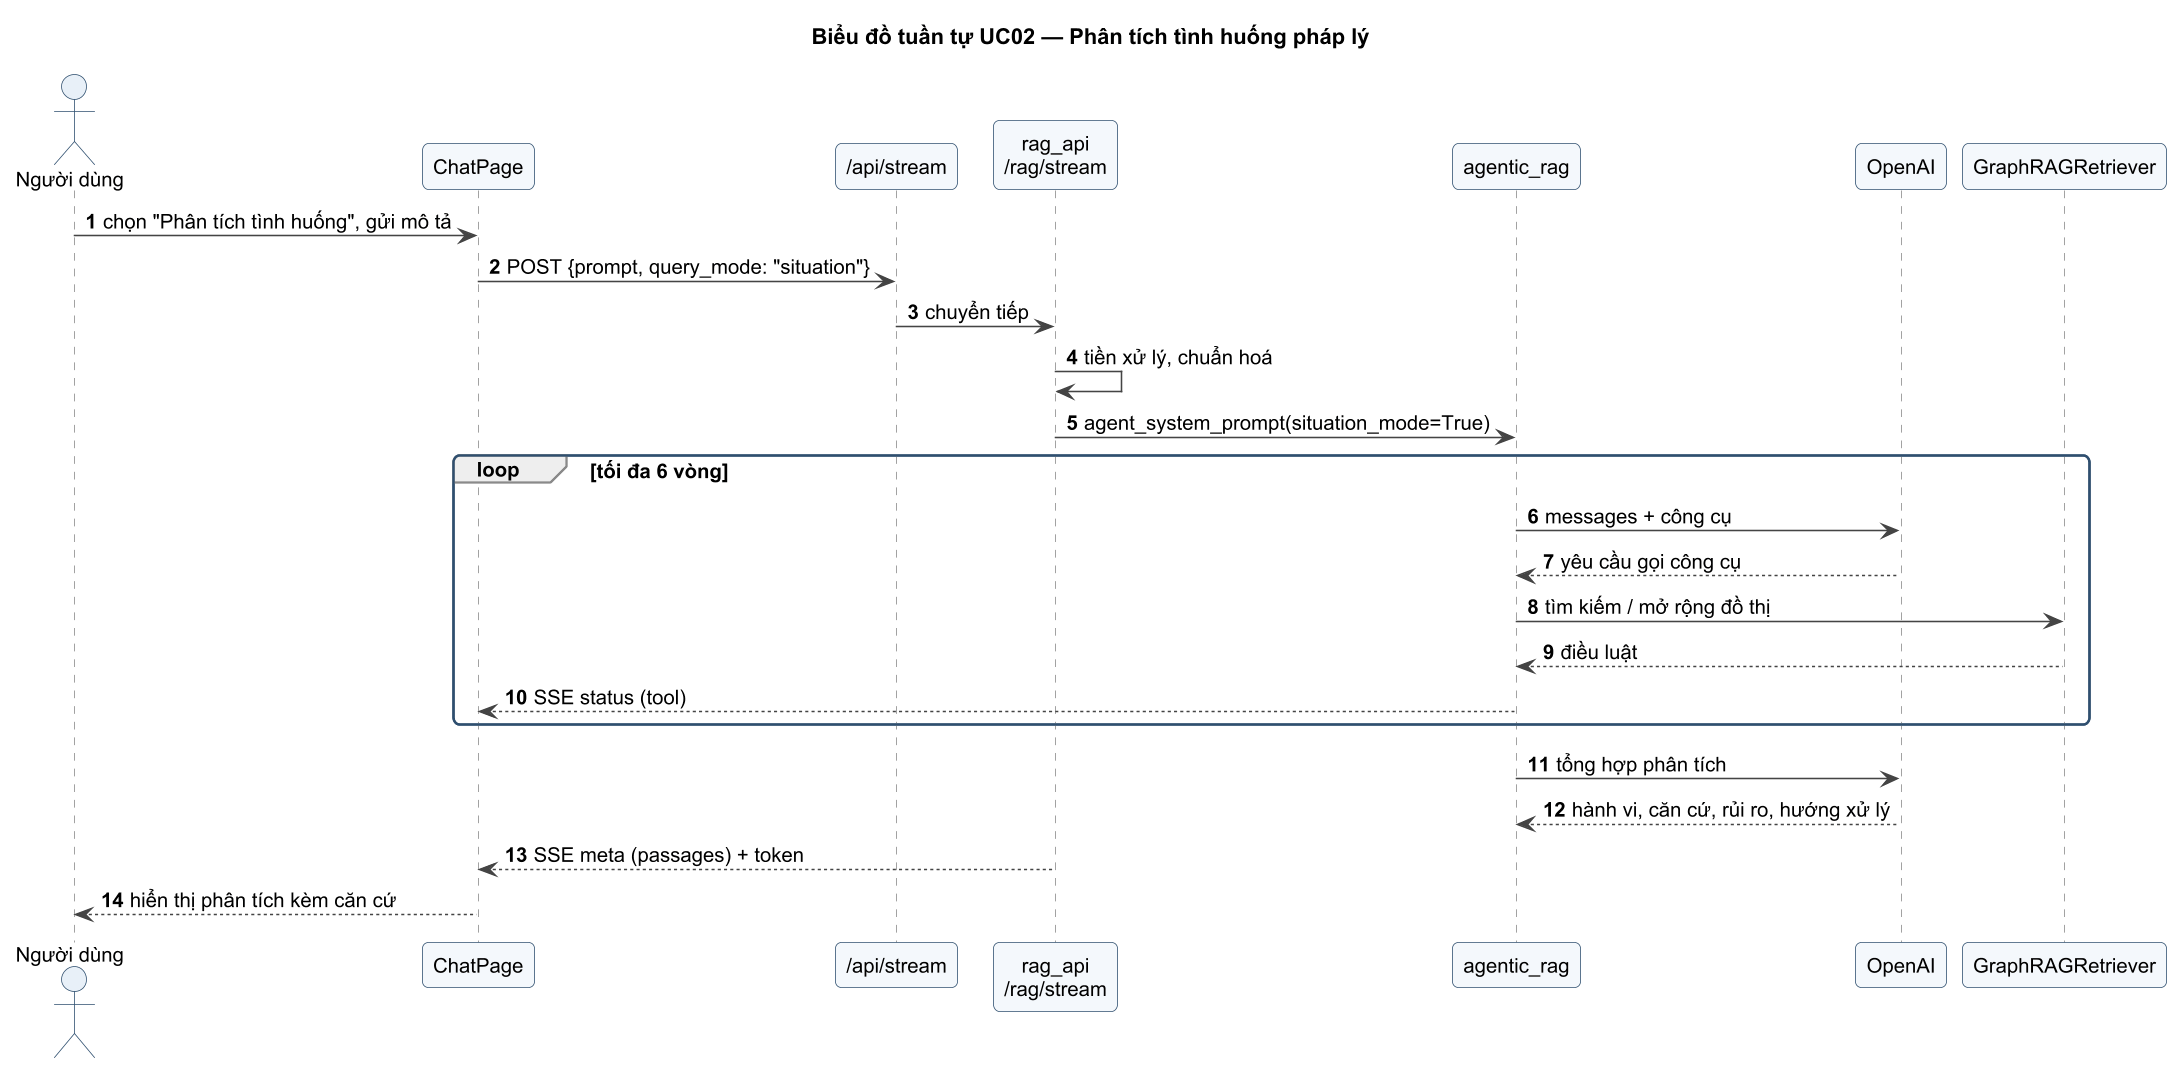 Biểu đồ tuần tự UC02 — Phân tích tình huống pháp lý
Người dùng
ChatPage
/api/stream
rag_api
/rag/stream
agentic_rag
OpenAI
GraphRAGRetriever
1 chọn "Phân tích tình huống", gửi mô tả
2 POST {prompt, query_mode: "situation"}
3 chuyển tiếp
4 tiền xử lý, chuẩn hoá
5 agent_system_prompt(situation_mode=True)
loop [tối đa 6 vòng]
6 messages + công cụ
7 yêu cầu gọi công cụ
8 tìm kiếm / mở rộng đồ thị
9 điều luật
10 SSE status (tool)
11 tổng hợp phân tích
12 hành vi, căn cứ, rủi ro, hướng xử lý
13 SSE meta (passages) + token
14 hiển thị phân tích kèm căn cứ
Người dùng
ChatPage
/api/stream
rag_api
/rag/stream
agentic_rag
OpenAI
GraphRAGRetriever